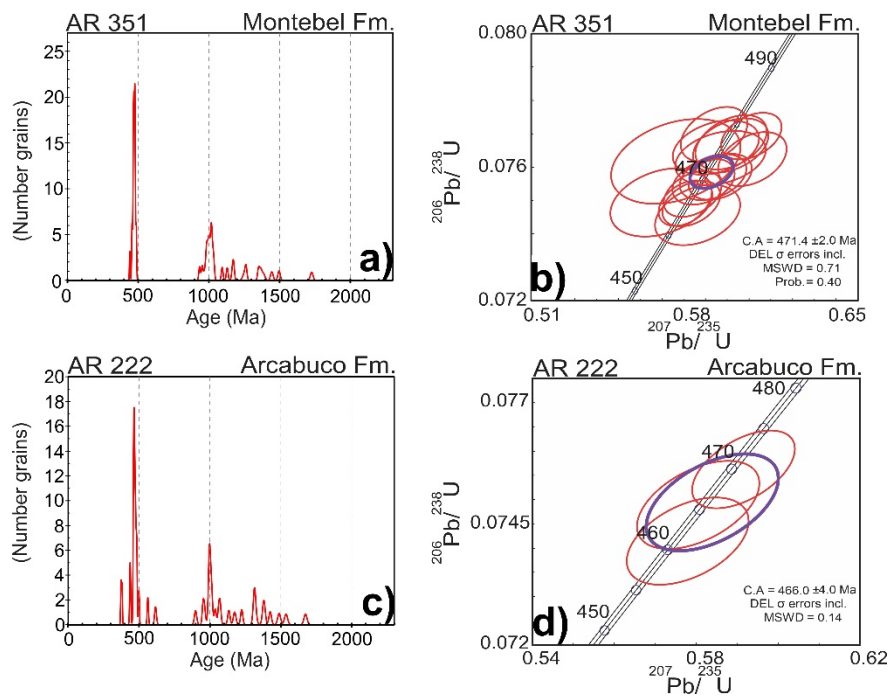 AR 351 Montebel Fm.
25
20
15
10
5
0
(Number grains)
0 500 1000 1500 2000
Age (Ma)
a)
AR 351 Montebel Fm.
0.080
0.076
0.072
206Pb/238U
490
470
450
C.A = 471.4 ±2.0 Ma
DEL σ errors incl.
MSWD = 0.71
Prob.= 0.40
b)
0.51 0.58 0.65
207Pb/235U
AR 222 Arcabuco Fm.
20
18
16
14
12
10
8
6
4
2
0
(Number grains)
0 500 1000 1500 2000
Age (Ma)
c)
AR 222 Arcabuco Fm.
0.077
0.0745
0.072
206Pb/238U
480
470
460
450
C.A = 466.0 ±4.0 Ma
DEL σ errors incl.
MSWD = 0.14
d)
0.54 0.58 0.62
207Pb/235U